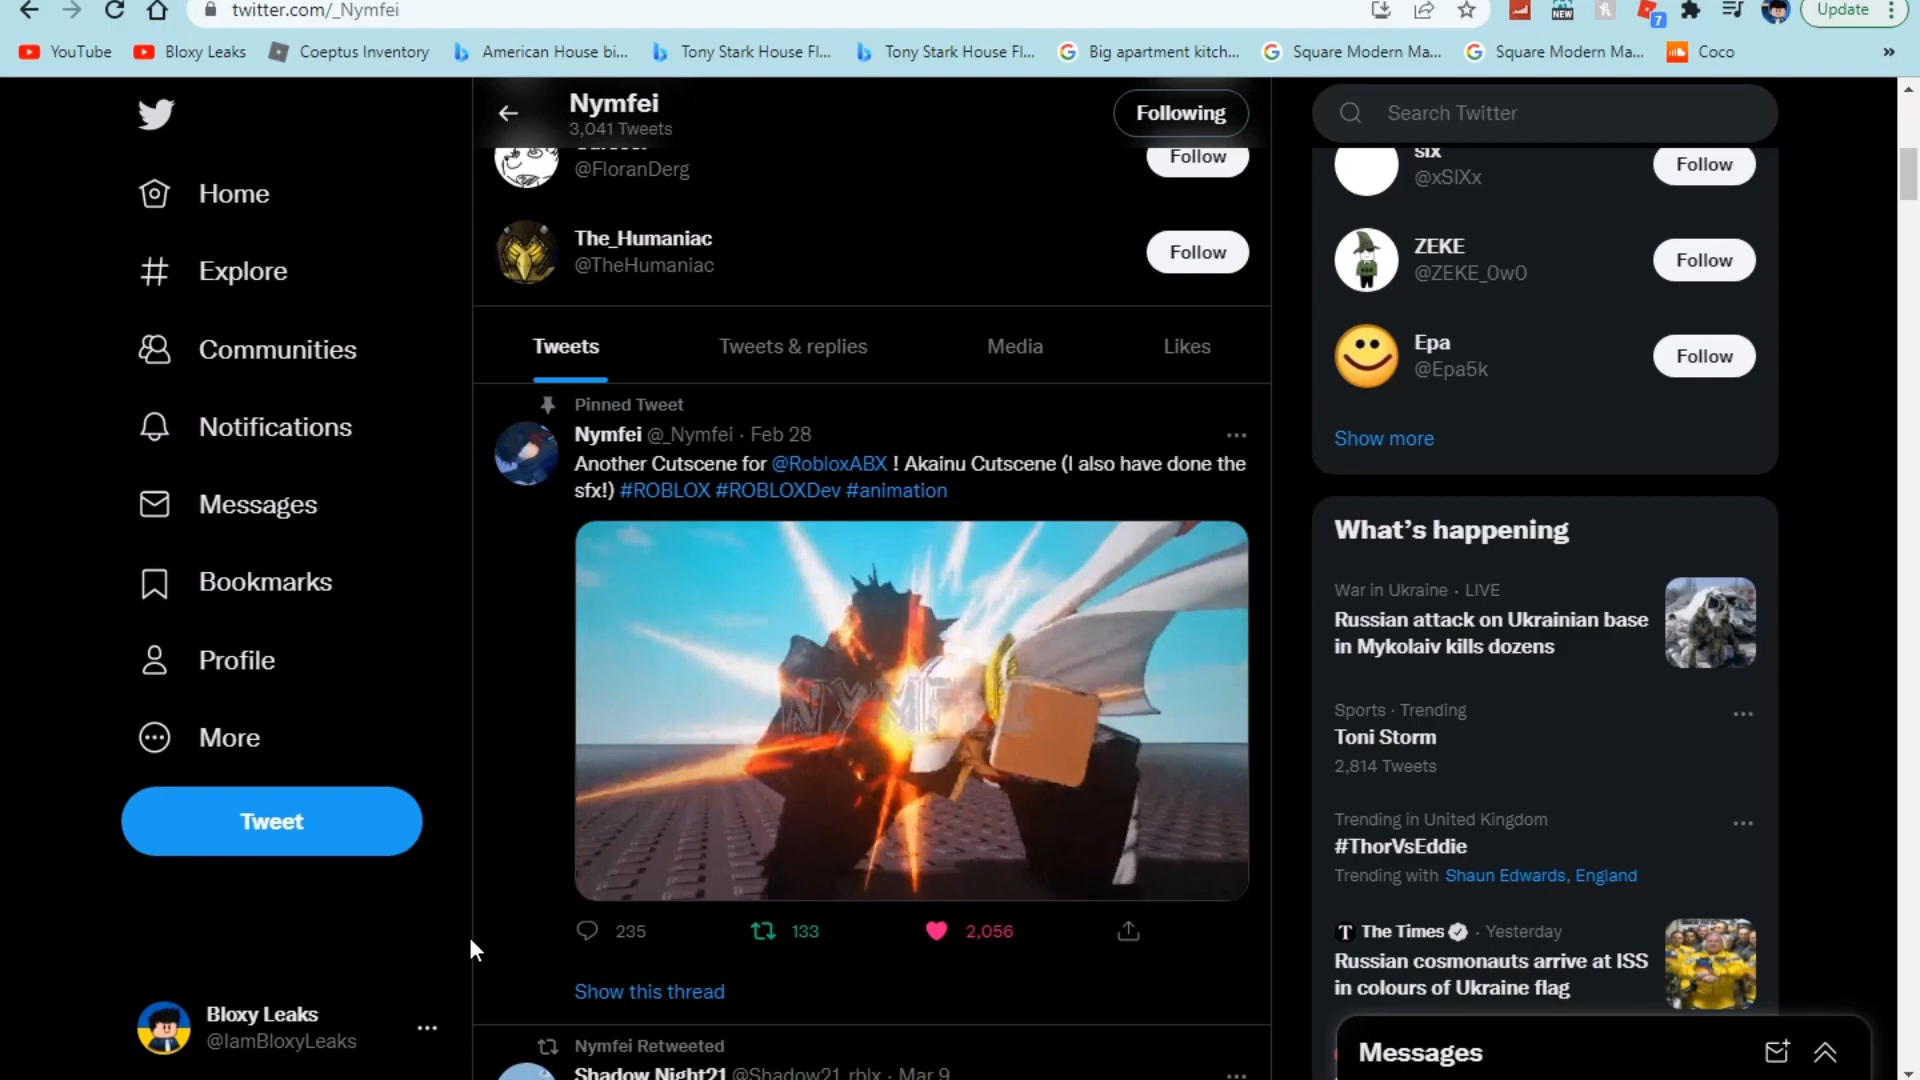 twitter.com/_Nymfei
Update
7
NEW
YouTube
Bloxy Leaks
Coeptus Inventory
American House bi...
Tony Stark House Fl...
Tony Stark House Fl...
Big apartment kitch...
Square Modern Ma...
Square Modern Ma...
Coco
»
Home
Explore
Communities
Notifications
Messages
Bookmarks
Profile
More
Tweet
Bloxy Leaks
@IamBloxyLeaks
Nymfei
3,041 Tweets
Following
@FloranDerg
Follow
The_Humaniac
@TheHumaniac
Follow
Tweets
Tweets & replies
Media
Likes
Pinned Tweet
Nymfei @_Nymfei · Feb 28
Another Cutscene for @RobloxABX ! Akainu Cutscene (I also have done the
sfx!) #ROBLOX #ROBLOXDev #animation
NYMFEI
235
133
2,056
Show this thread
Nymfei Retweeted
Shadow Night21 @Shadow21_rblx · Mar 9
Search Twitter
six
@xSIXx
Follow
ZEKE
@ZEKE_0w0
Follow
Epa
@Epa5k
Follow
Show more
What's happening
War in Ukraine · LIVE
Russian attack on Ukrainian base
in Mykolaiv kills dozens
Sports · Trending
Toni Storm
2,814 Tweets
Trending in United Kingdom
#ThorVsEddie
Trending with Shaun Edwards, England
The Times · Yesterday
Russian cosmonauts arrive at ISS
in colours of Ukraine flag
Messages